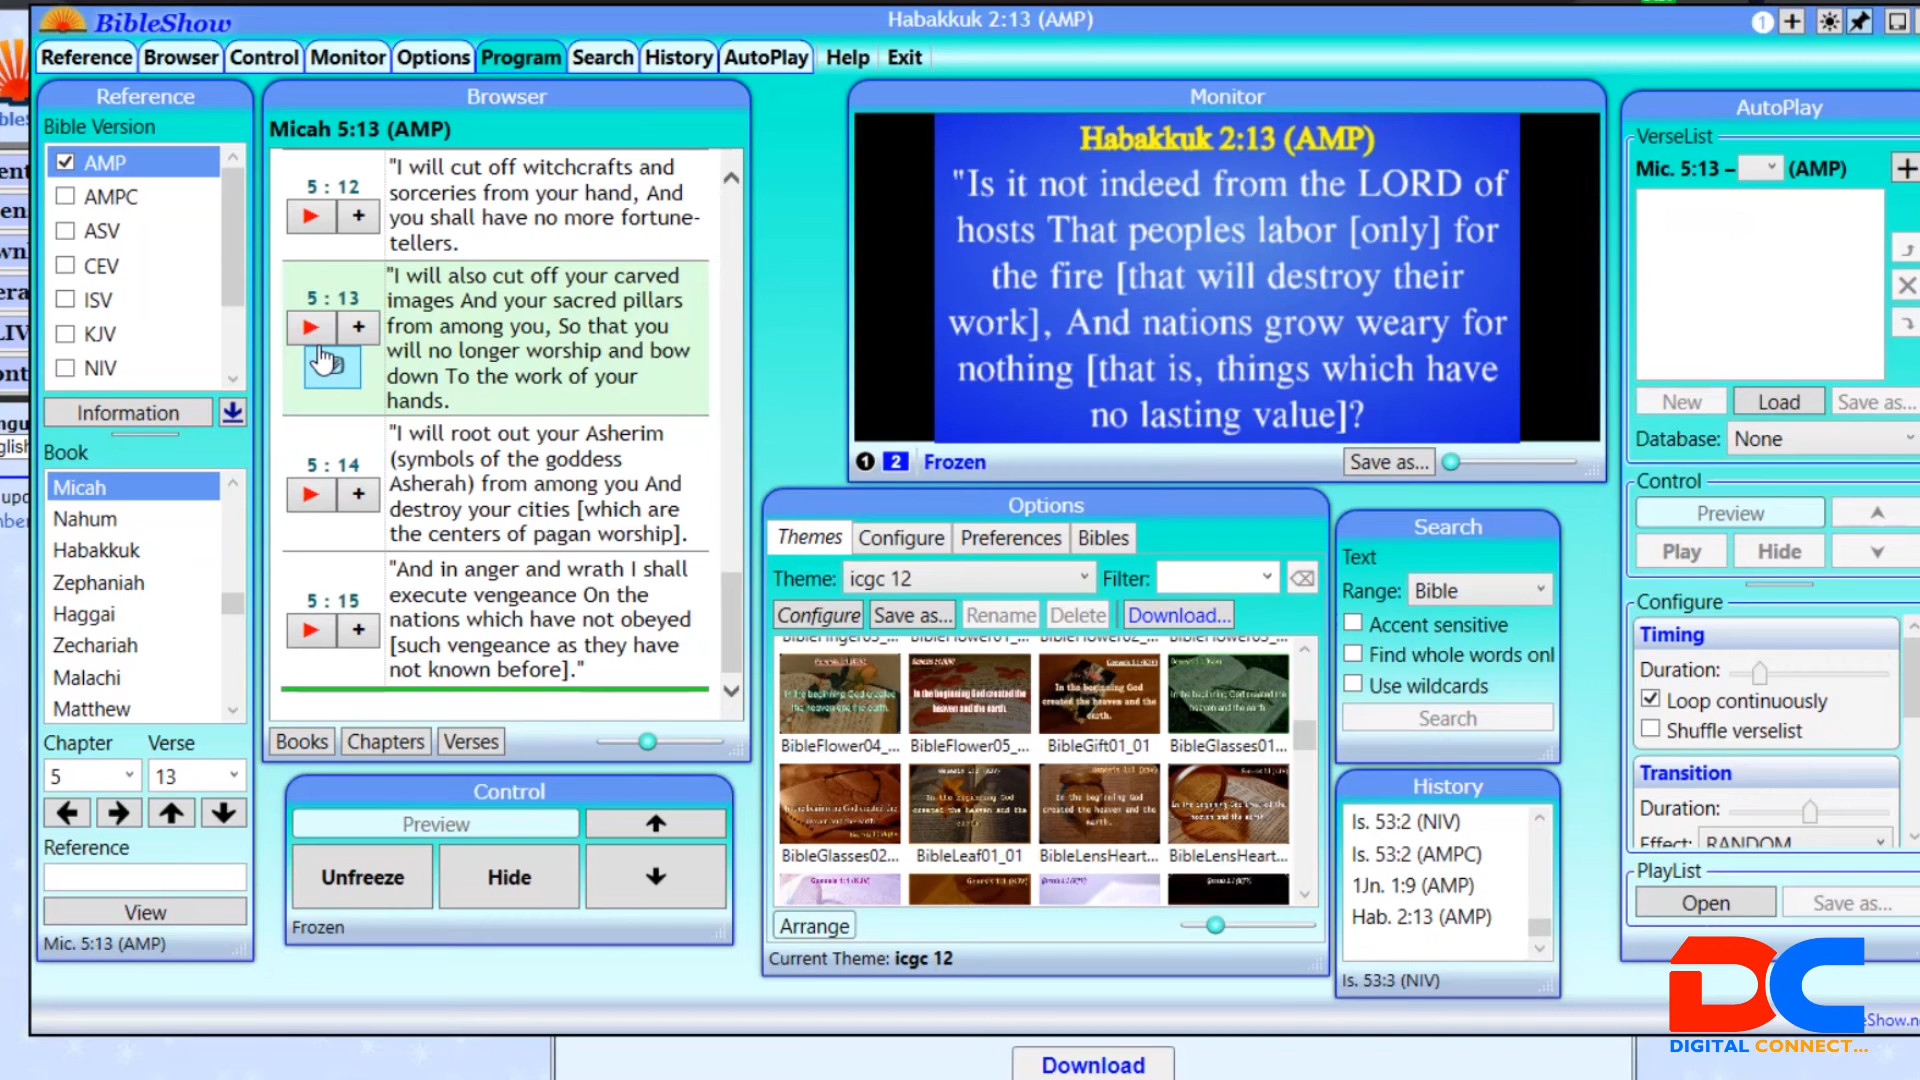 BibleShow
Habakkuk 2:13 (AMP)
1
Reference
Browser
Control
Monitor
Options
Program
Search
History
AutoPlay
Help
Exit
Reference
Bible Version
AMP
AMPC
ASV
CEV
ISV
KJV
NIV
Information
Book
Micah
Nahum
Habakkuk
Zephaniah
Haggai
Zechariah
Malachi
Matthew
Chapter
Verse
5
13
Reference
View
Mic. 5:13 (AMP)
Browser
Micah 5:13 (AMP)
5 : 12
"I will cut off witchcrafts and
sorceries from your hand, And
you shall have no more fortune-
tellers.
5 : 13
"I will also cut off your carved
images And your sacred pillars
from among you, So that you
will no longer worship and bow
down To the work of your
hands.
5 : 14
"I will root out your Asherim
(symbols of the goddess
Asherah) from among you And
destroy your cities [which are
the centers of pagan worship].
5 : 15
"And in anger and wrath I shall
execute vengeance On the
nations which have not obeyed
[such vengeance as they have
not known before]."
Books
Chapters
Verses
Control
Preview
Unfreeze
Hide
Frozen
Monitor
Habakkuk 2:13 (AMP)
"Is it not indeed from the LORD of
hosts That peoples labor [only] for
the fire [that will destroy their
work], And nations grow weary for
nothing [that is, things which have
no lasting value]?
1 2 Frozen
Save as...
Options
Themes
Configure
Preferences
Bibles
Theme: icgc 12
Filter:
Configure
Save as...
Rename
Delete
Download...
BibleFlower04_...
BibleFlower05_...
BibleGift01_01
BibleGlasses01...
BibleGlasses02...
BibleLeaf01_01
BibleLensHeart...
BibleLensHeart...
Arrange
Current Theme: icgc 12
Search
Text
Range: Bible
Accent sensitive
Find whole words onl
Use wildcards
Search
History
Is. 53:2 (NIV)
Is. 53:2 (AMPC)
1Jn. 1:9 (AMP)
Hab. 2:13 (AMP)
Is. 53:3 (NIV)
AutoPlay
VerseList
Mic. 5:13 – (AMP)
New
Load
Save as...
Database: None
Control
Preview
Play
Hide
Configure
Timing
Duration:
Loop continuously
Shuffle verselist
Transition
Duration:
Effect: RANDOM
PlayList
Open
Save as...
DC
DIGITAL CONNECT...
eShow.n
Download